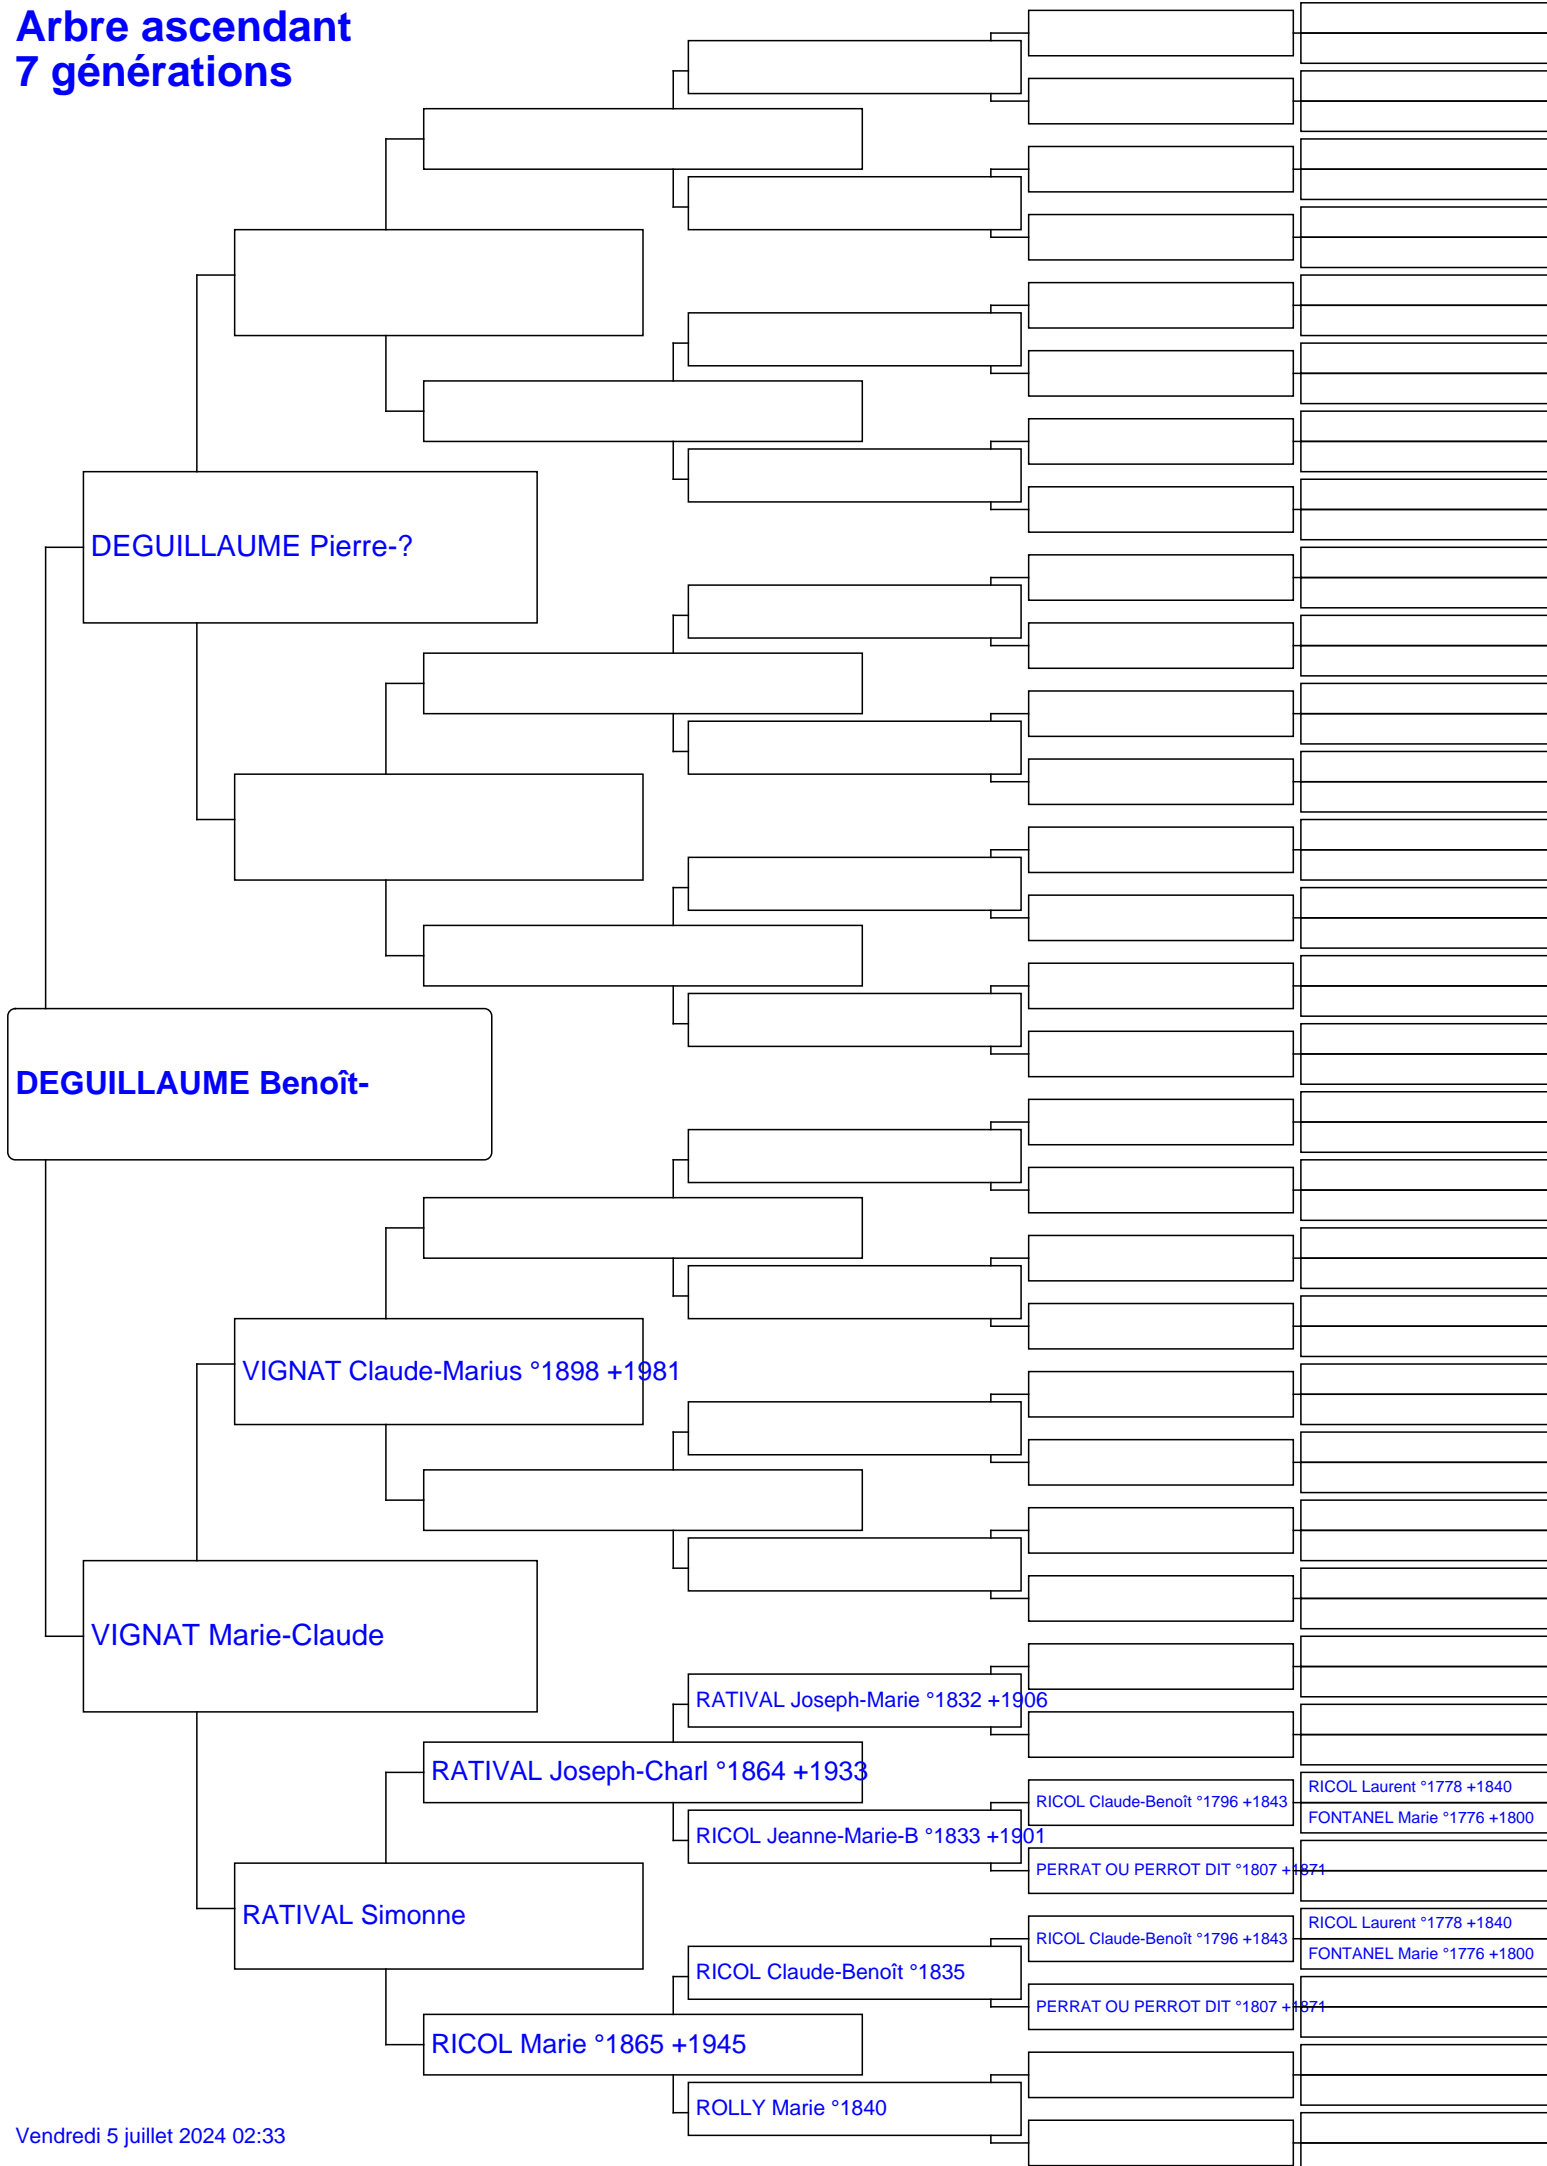 Arbre ascendant
7 générations
DEGUILLAUME Pierre-?
DEGUILLAUME Benoît-
VIGNAT Claude-Marius °1898 +1981
VIGNAT Marie-Claude
RATIVAL Joseph-Marie °1832 +1906
RATIVAL Joseph-Charl °1864 +1933
RICOL Laurent °1778 +1840
RICOL Claude-Benoît °1796 +1843
FONTANEL Marie °1776 +1800
RICOL Jeanne-Marie-B °1833 +1901
PERRAT OU PERROT DIT °1807 +1871
RATIVAL Simonne
RICOL Laurent °1778 +1840
RICOL Claude-Benoît °1796 +1843
FONTANEL Marie °1776 +1800
RICOL Claude-Benoît °1835
PERRAT OU PERROT DIT °1807 +1871
RICOL Marie °1865 +1945
ROLLY Marie °1840
Vendredi 5 juillet 2024 02:33